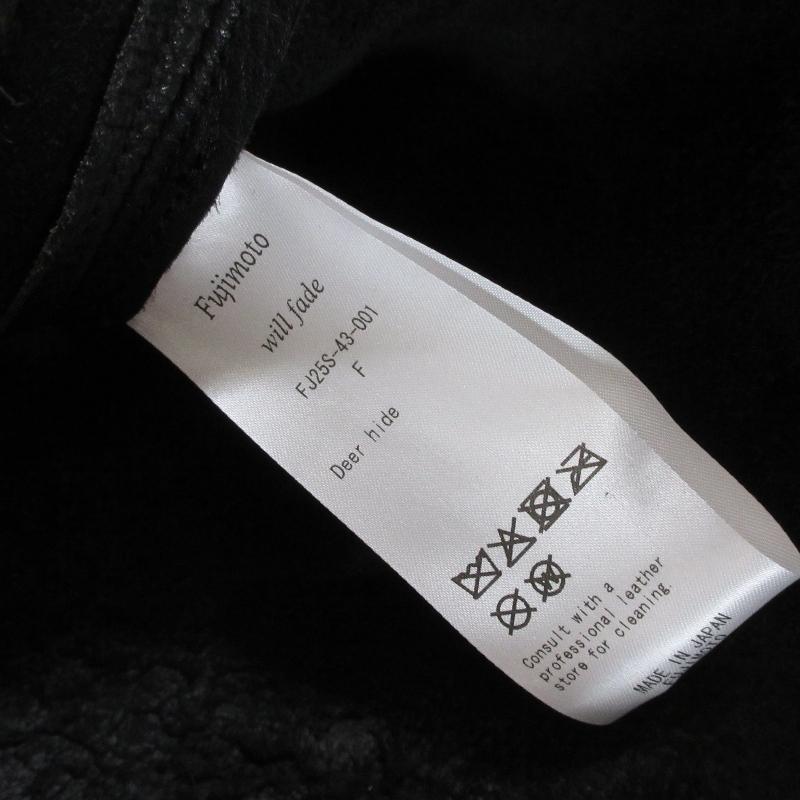 Fujimoto
will fade
FJ25S-43-001
F
Deer hide
W
Consult with a
professional leather
store for cleaning.
MADE IN JAPAN